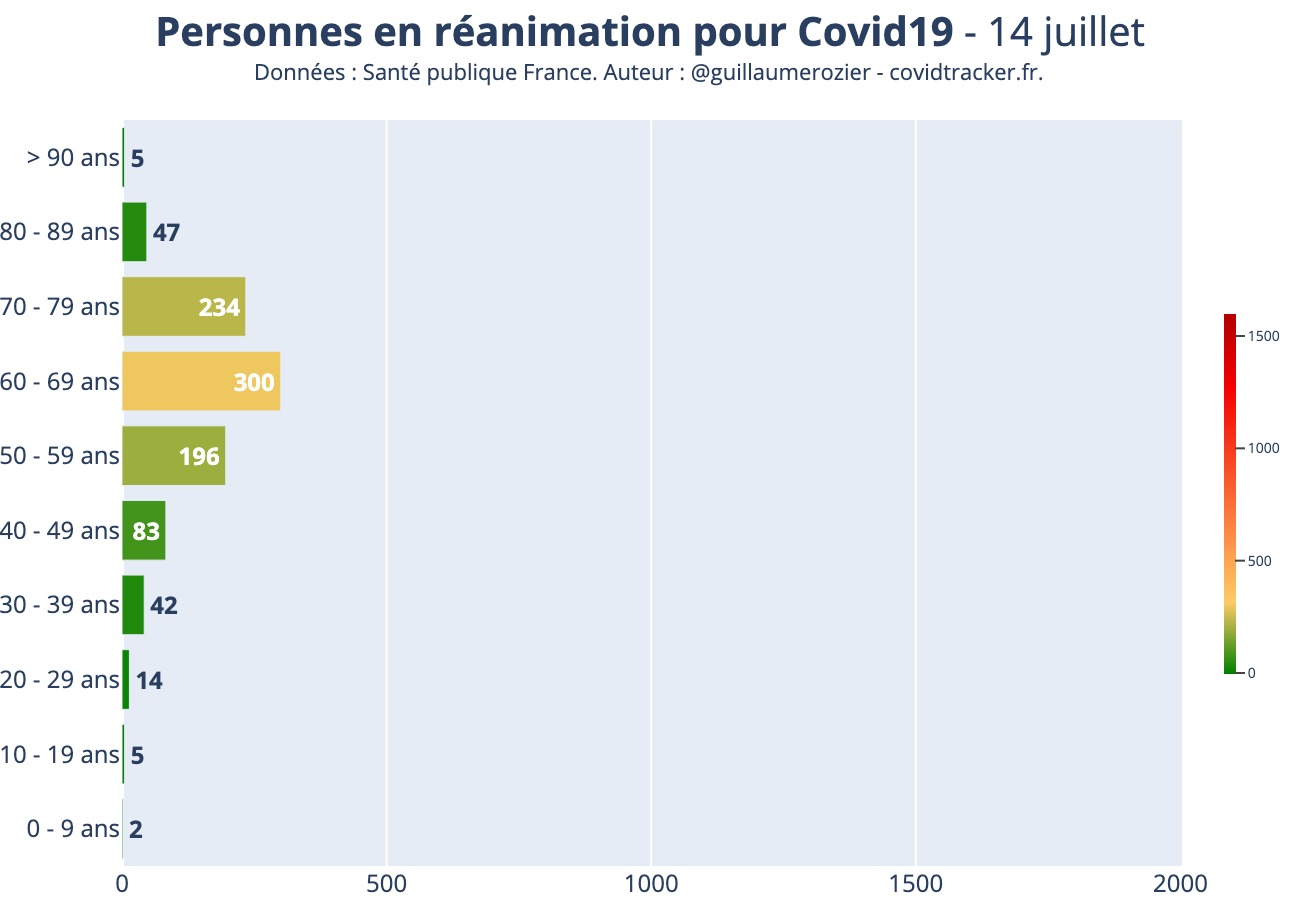 Personnes en réanimation pour Covid19 - 14 juillet
Données : Santé publique France. Auteur : @guillaumerozier - covidtracker.fr.
> 90 ans 5
80 - 89 ans 47
70 - 79 ans 234
60 - 69 ans 300
50 - 59 ans 196
40 - 49 ans 83
30 - 39 ans 42
20 - 29 ans 14
10 - 19 ans 5
0 - 9 ans 2
0 500 1000 1500 2000
1500
1000
500
0